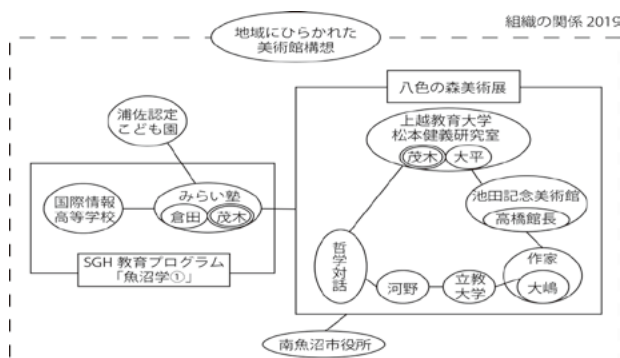 組織の関係 2019
地域にひらかれた
美術館構想
八色の森美術展
上越教育大学
松本健義研究室
茂木
大平
浦佐認定
こども園
国際情報
高等学校
みらい塾
倉田
茂木
池田記念美術館
高橋館長
SGH 教育プログラム
「魚沼学①」
哲学対話
河野
立教
大学
作家
大嶋
南魚沼市役所